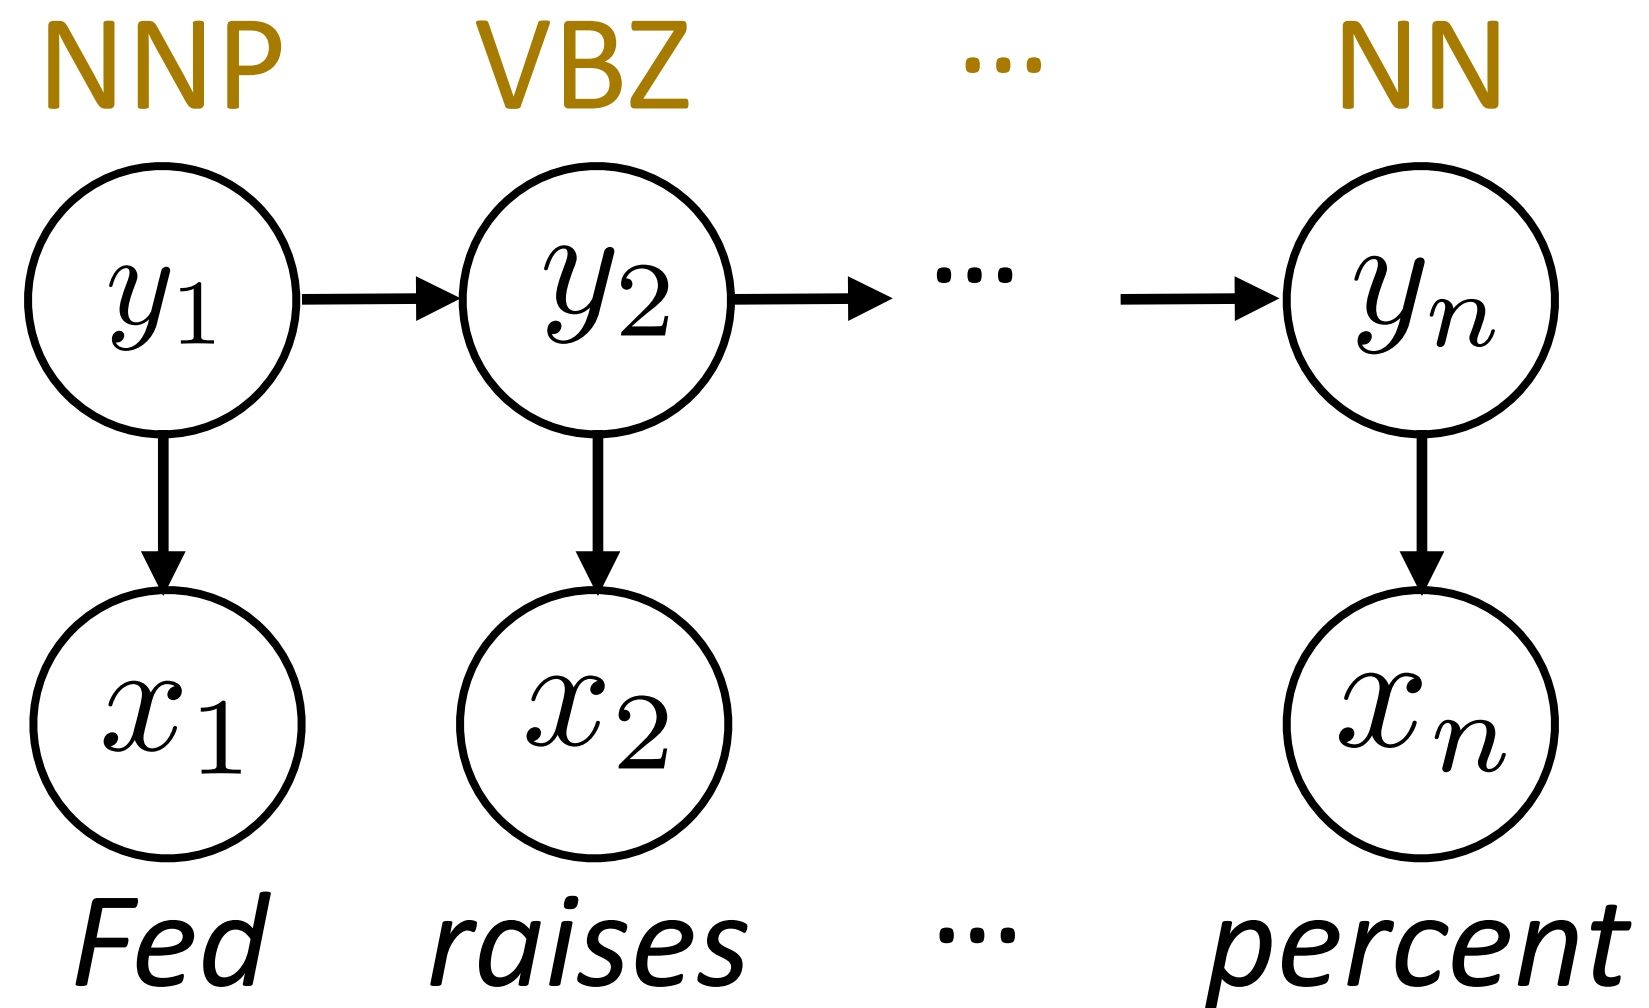 NNP VBZ ... NN
y1 y2 ... yn
x1 x2 xn
Fed raises ... percent